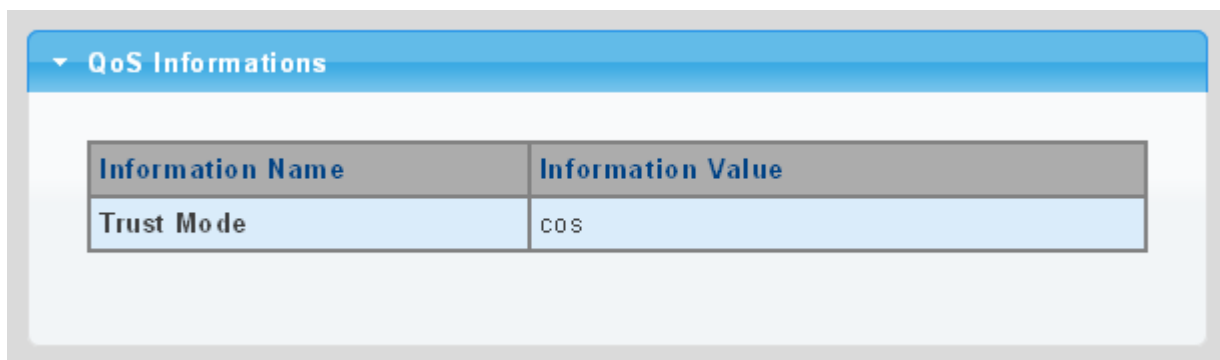 QoS Informations
Information Name Information Value
Trust Mode cos